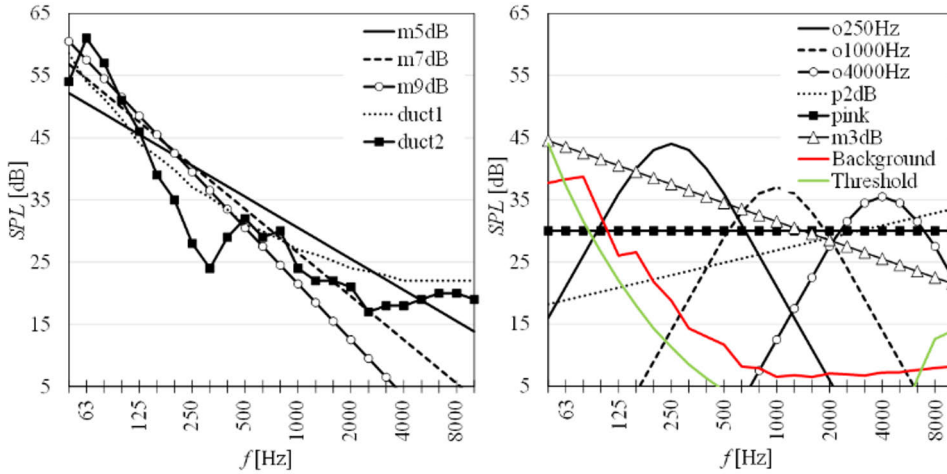 65
55
45
35
25
15
5
SPL [dB]
63
125
250
500
1000
2000
4000
8000
f [Hz]
m5dB
m7dB
m9dB
duct1
duct2
65
55
45
35
25
15
5
SPL [dB]
63
125
250
500
1000
2000
4000
8000
f [Hz]
o250Hz
o1000Hz
o4000Hz
p2dB
pink
m3dB
Background
Threshold